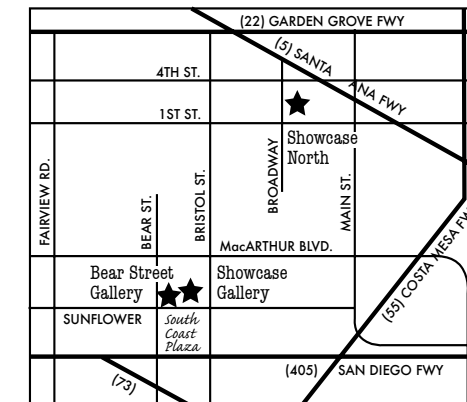 (22) GARDEN GROVE FWY
(5) SANTA ANA FWY
4TH ST.
1ST ST.
Showcase
North
FAIRVIEW RD.
BEAR ST.
BRISTOL ST.
BROADWAY
MAIN ST.
MacARTHUR BLVD.
Bear Street
Gallery
Showcase
Gallery
(55) COSTA MESA FW
SUNFLOWER
South
Coast
Plaza
(405) SAN DIEGO FWY
(73)